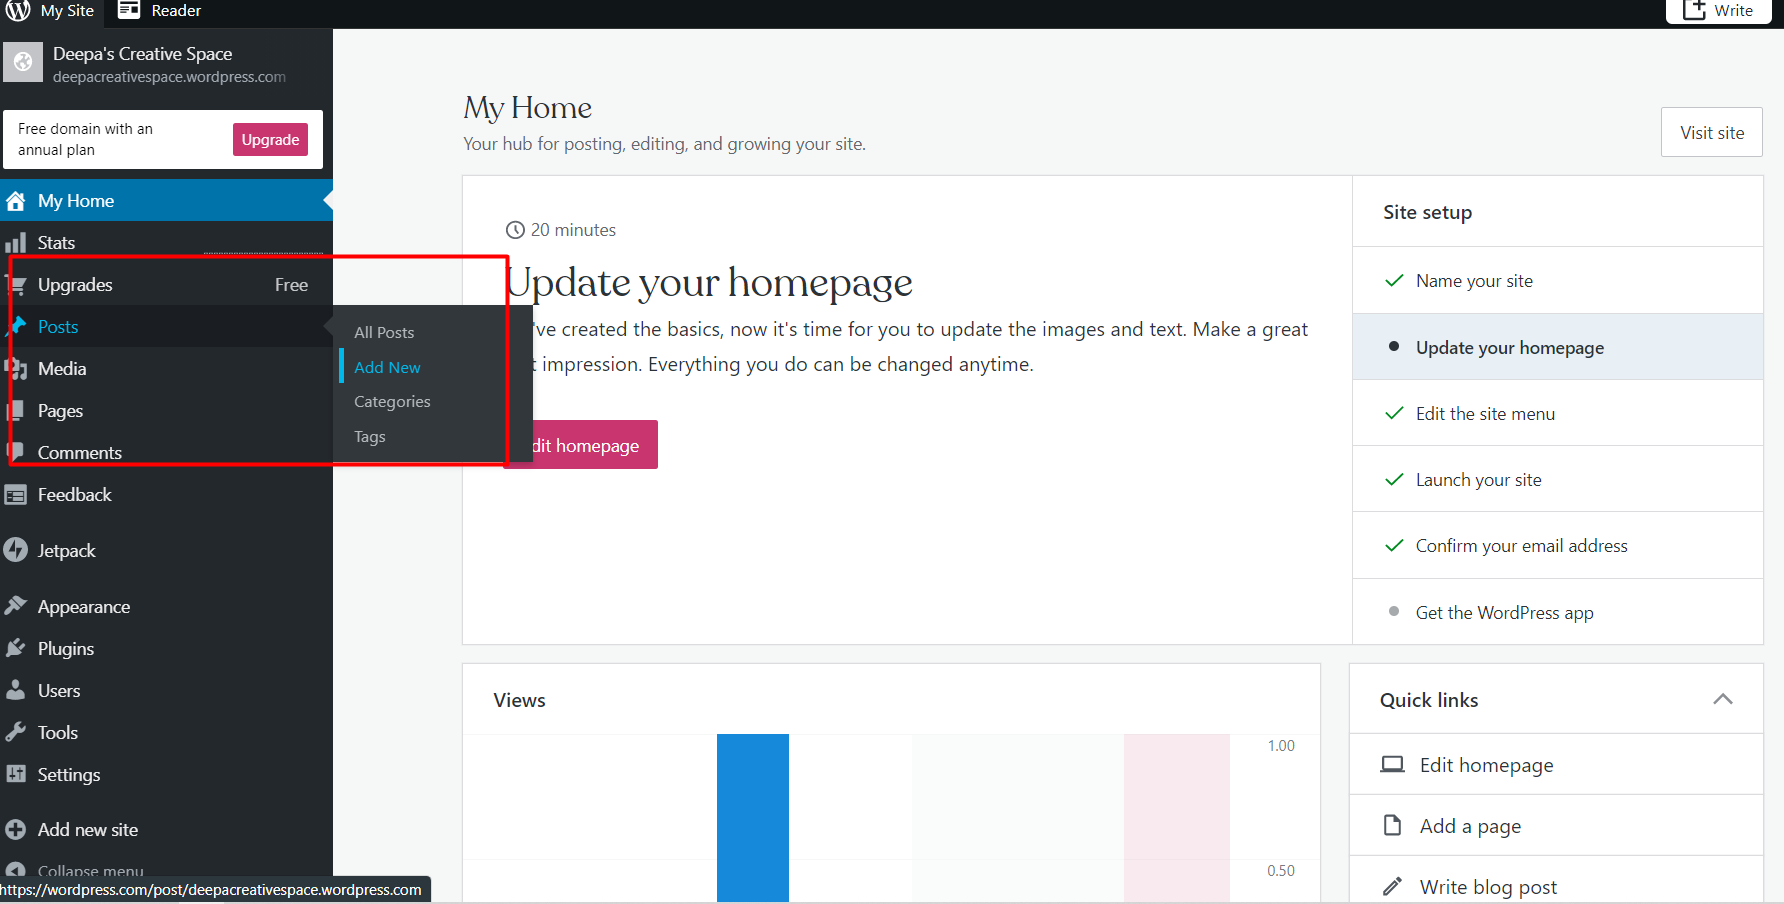 My Site
Reader
Write
Deepa's Creative Space
deepacreativespace.wordpress.com
Free domain with an
annual plan
Upgrade
My Home
Stats
Upgrades
Free
Posts
Media
Pages
Comments
Feedback
Jetpack
Appearance
Plugins
Users
Tools
Settings
Add new site
Collapse menu
https://wordpress.com/post/deepacreativespace.wordpress.com
All Posts
Add New
Categories
Tags
My Home
Your hub for posting, editing, and growing your site.
Visit site
20 minutes
Update your homepage
've created the basics, now it's time for you to update the images and text. Make a great
impression. Everything you do can be changed anytime.
dit homepage
Site setup
Name your site
Update your homepage
Edit the site menu
Launch your site
Confirm your email address
Get the WordPress app
Views
1.00
0.50
Quick links
Edit homepage
Add a page
Write blog post